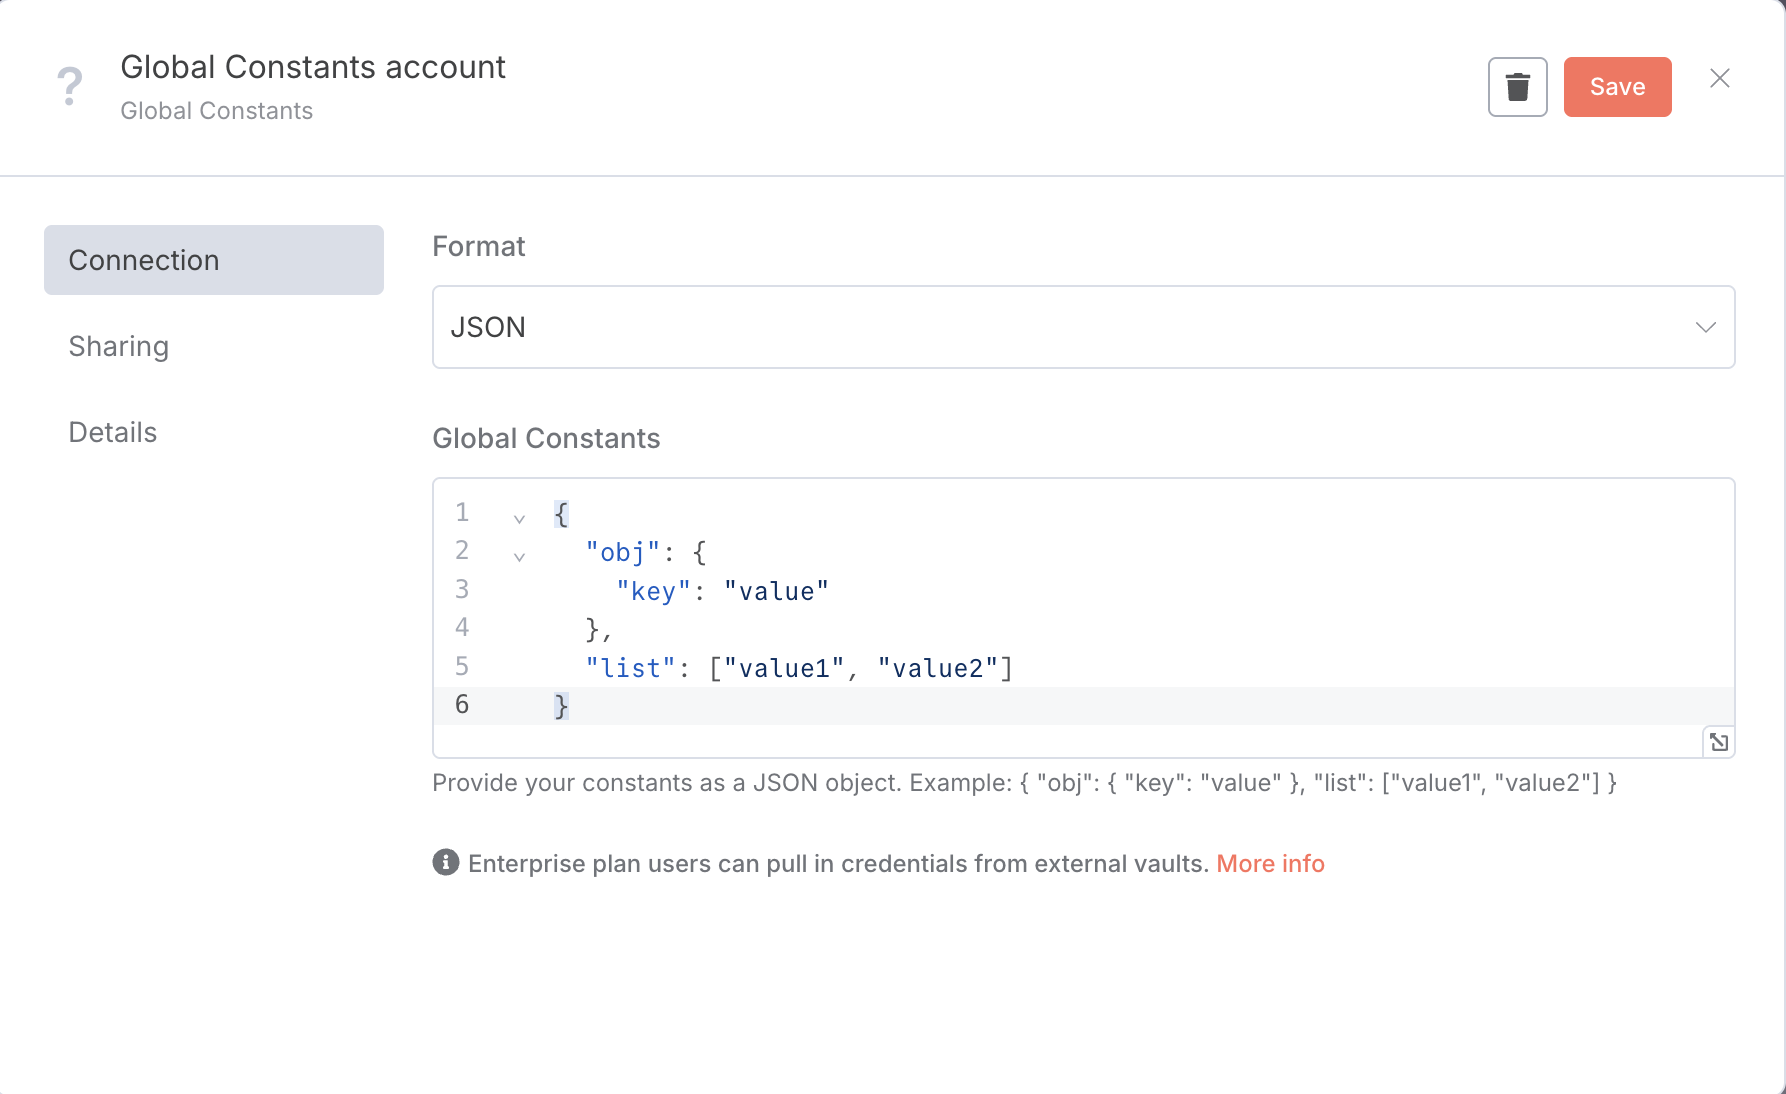 Global Constants account
Global Constants
Save
Connection
Sharing
Details
Format
JSON
Global Constants
1 {
2   "obj": {
3     "key": "value"
4   },
5   "list": ["value1", "value2"]
6 }
Provide your constants as a JSON object. Example: { "obj": { "key": "value" }, "list": ["value1", "value2"] }
Enterprise plan users can pull in credentials from external vaults. More info